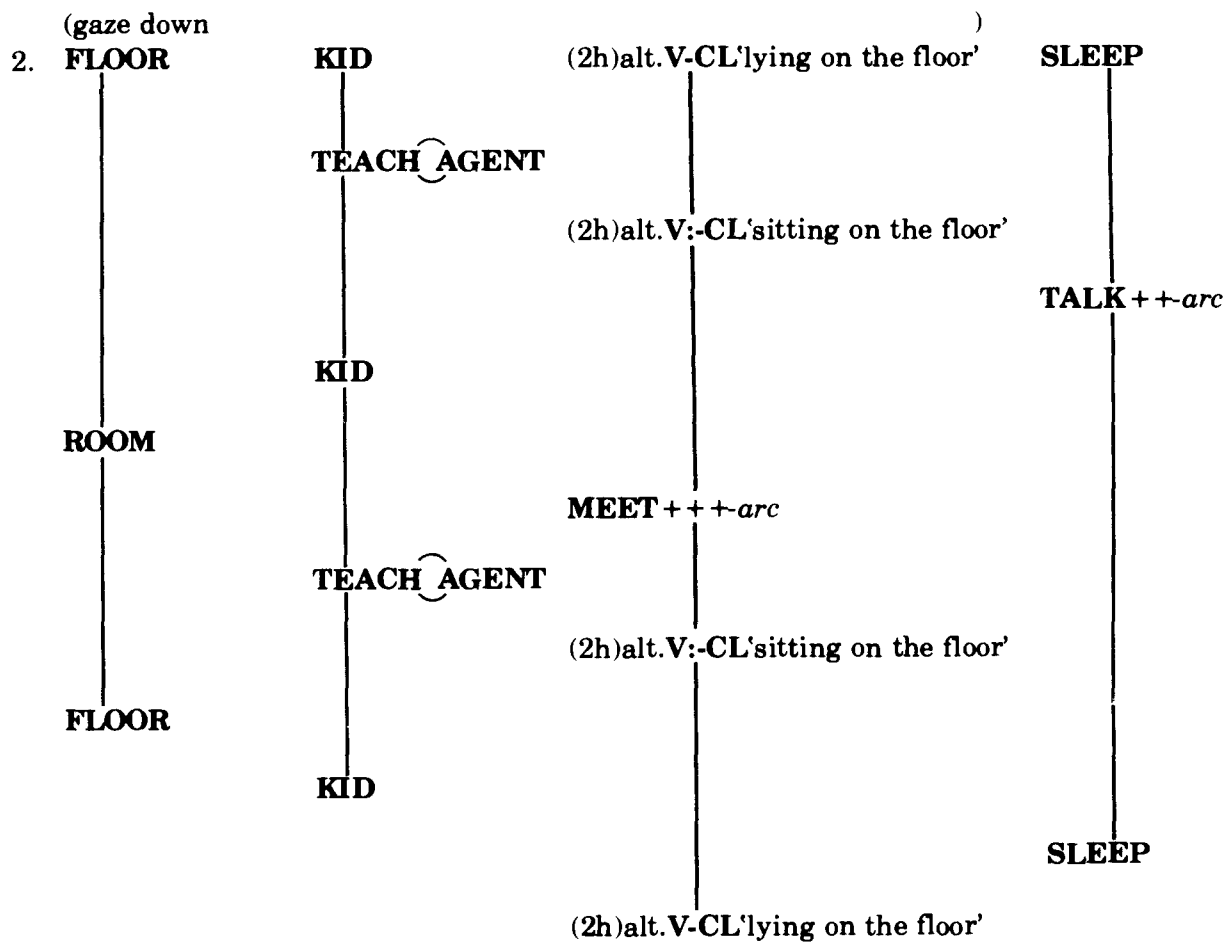 (gaze down )
2. FLOOR KID (2h)alt.V-CL‘lying on the floor’ SLEEP
TEACH AGENT
(2h)alt.V:-CL‘sitting on the floor’
TALK++-arc
KID
ROOM
MEET+++-arc
TEACH AGENT
(2h)alt.V:-CL‘sitting on the floor’
FLOOR
KID
SLEEP
(2h)alt.V-CL‘lying on the floor’